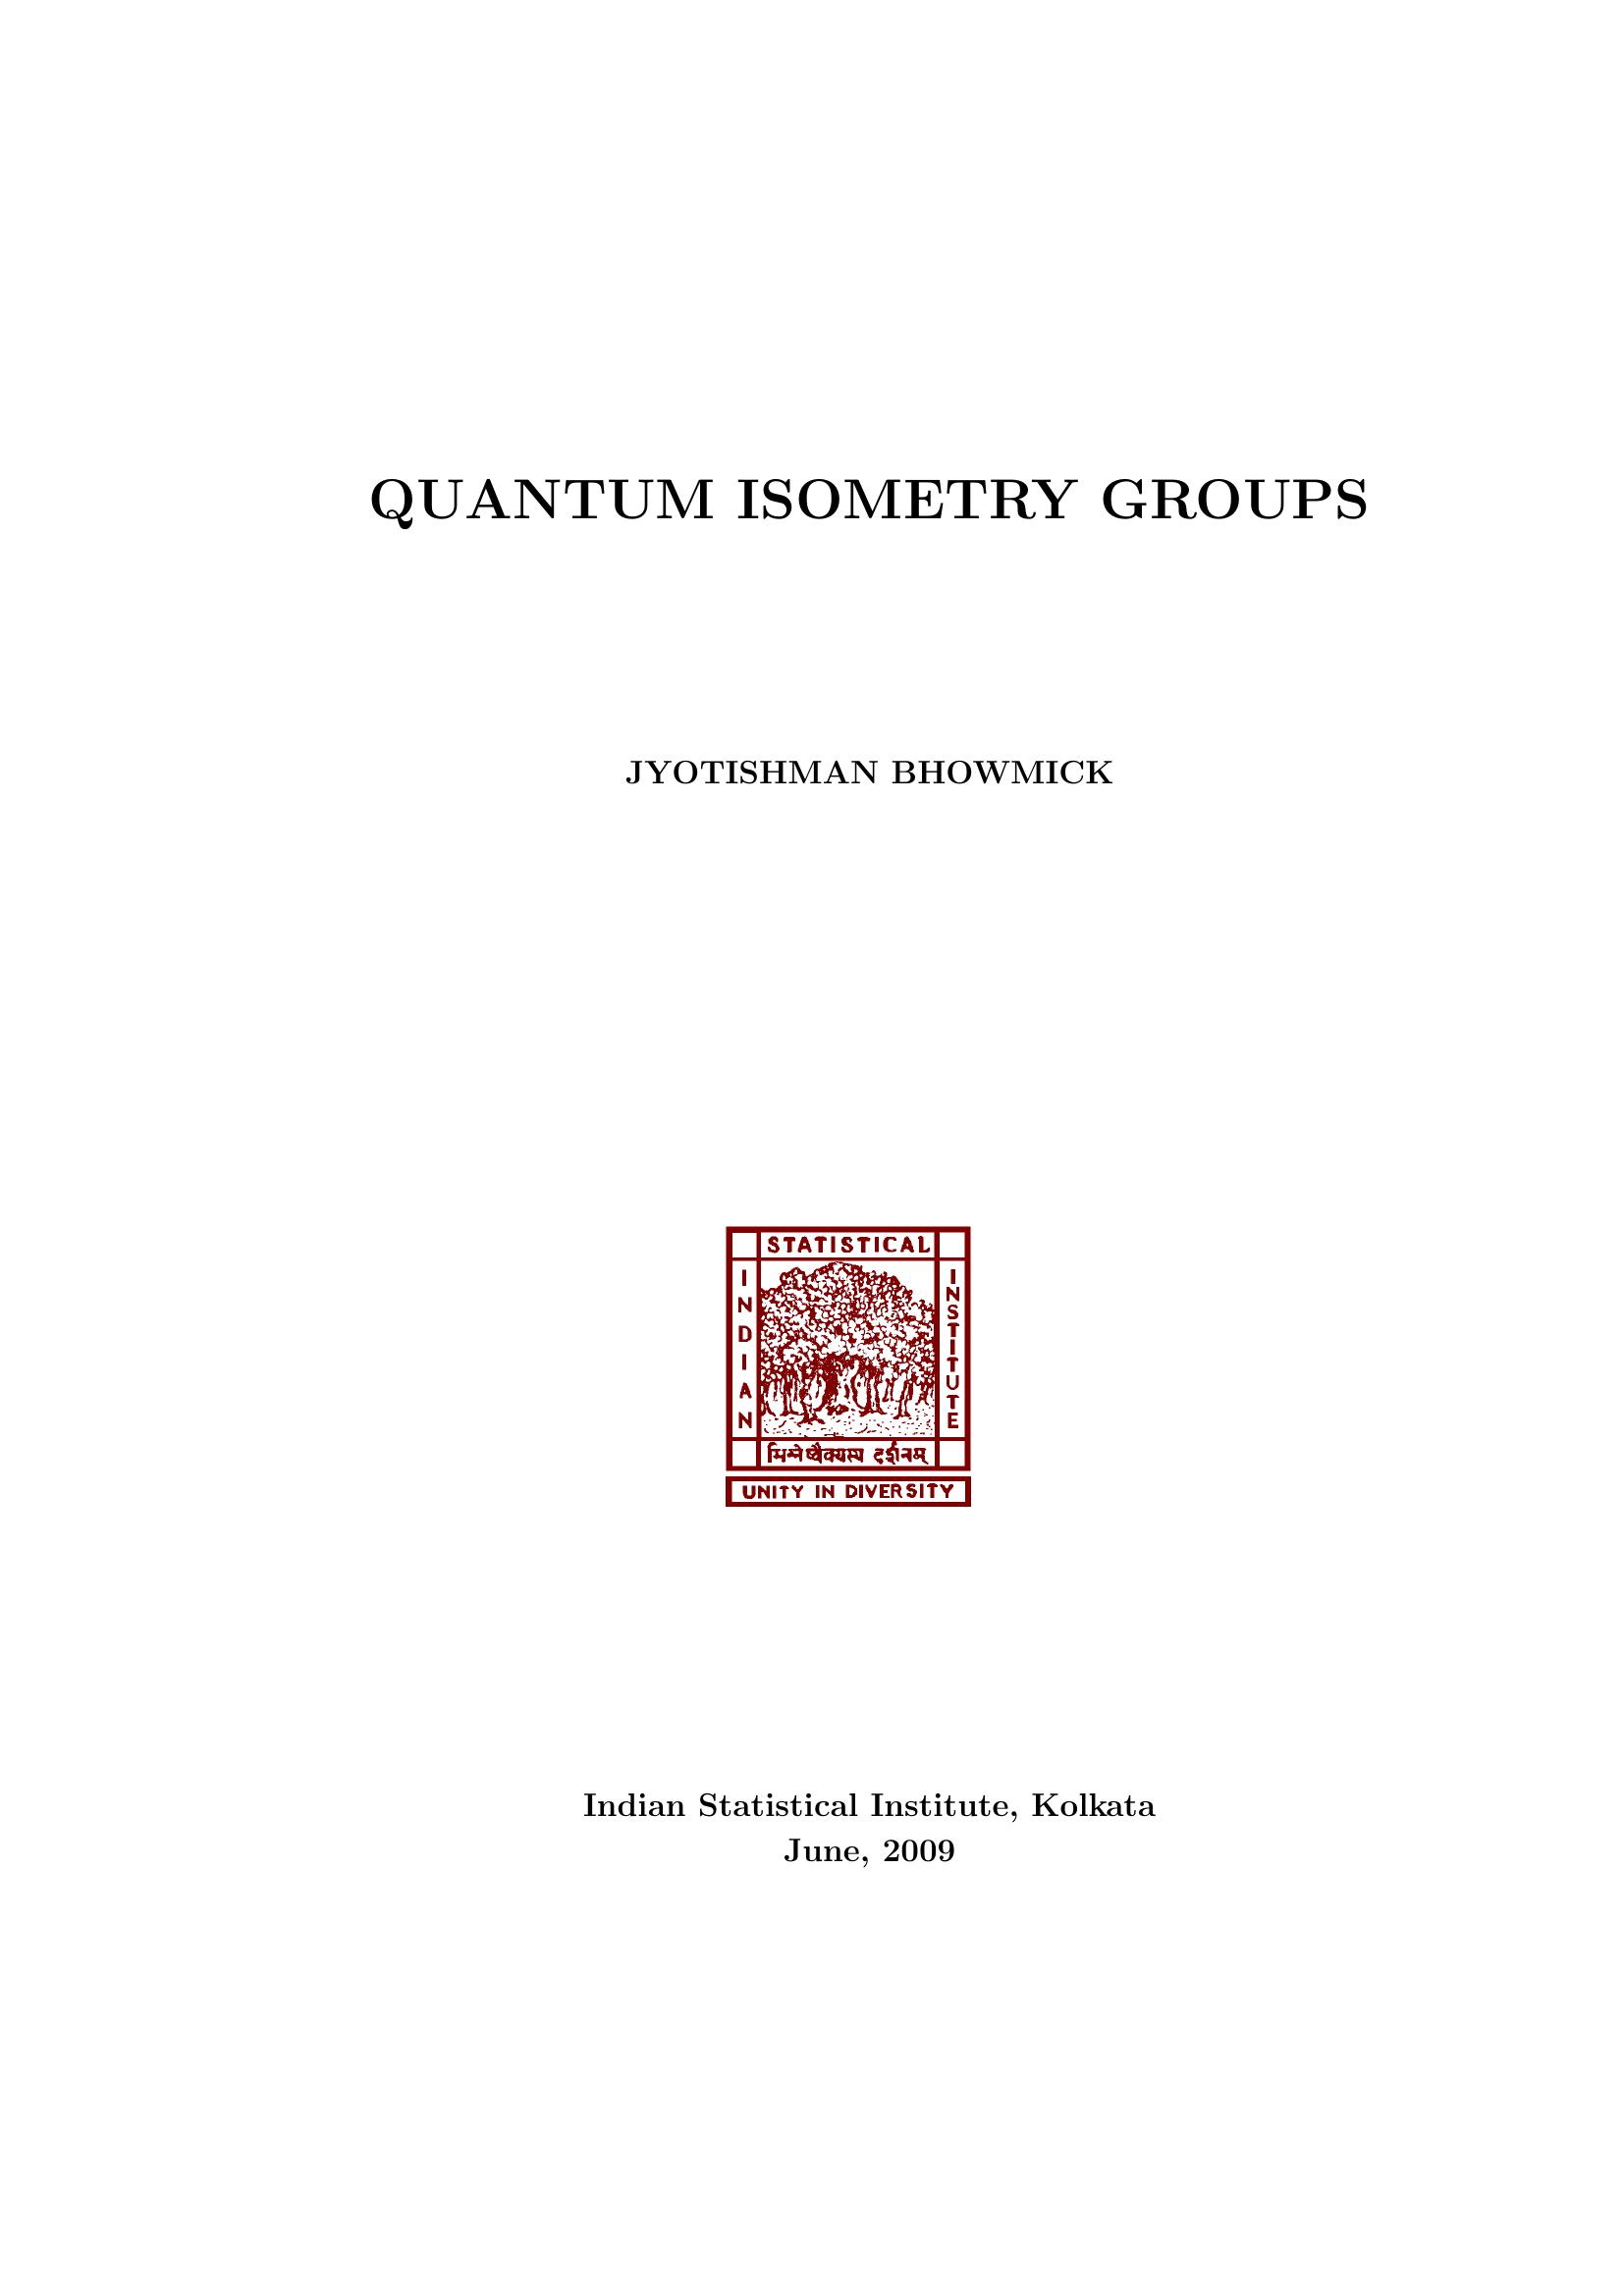 QUANTUM ISOMETRY GROUPS
JYOTISHMAN BHOWMICK
STATISTICAL
INDIAN
INSTITUTE
भिन्नेष्वैक्यस्य दर्शनम्
UNITY IN DIVERSITY
Indian Statistical Institute, Kolkata
June, 2009